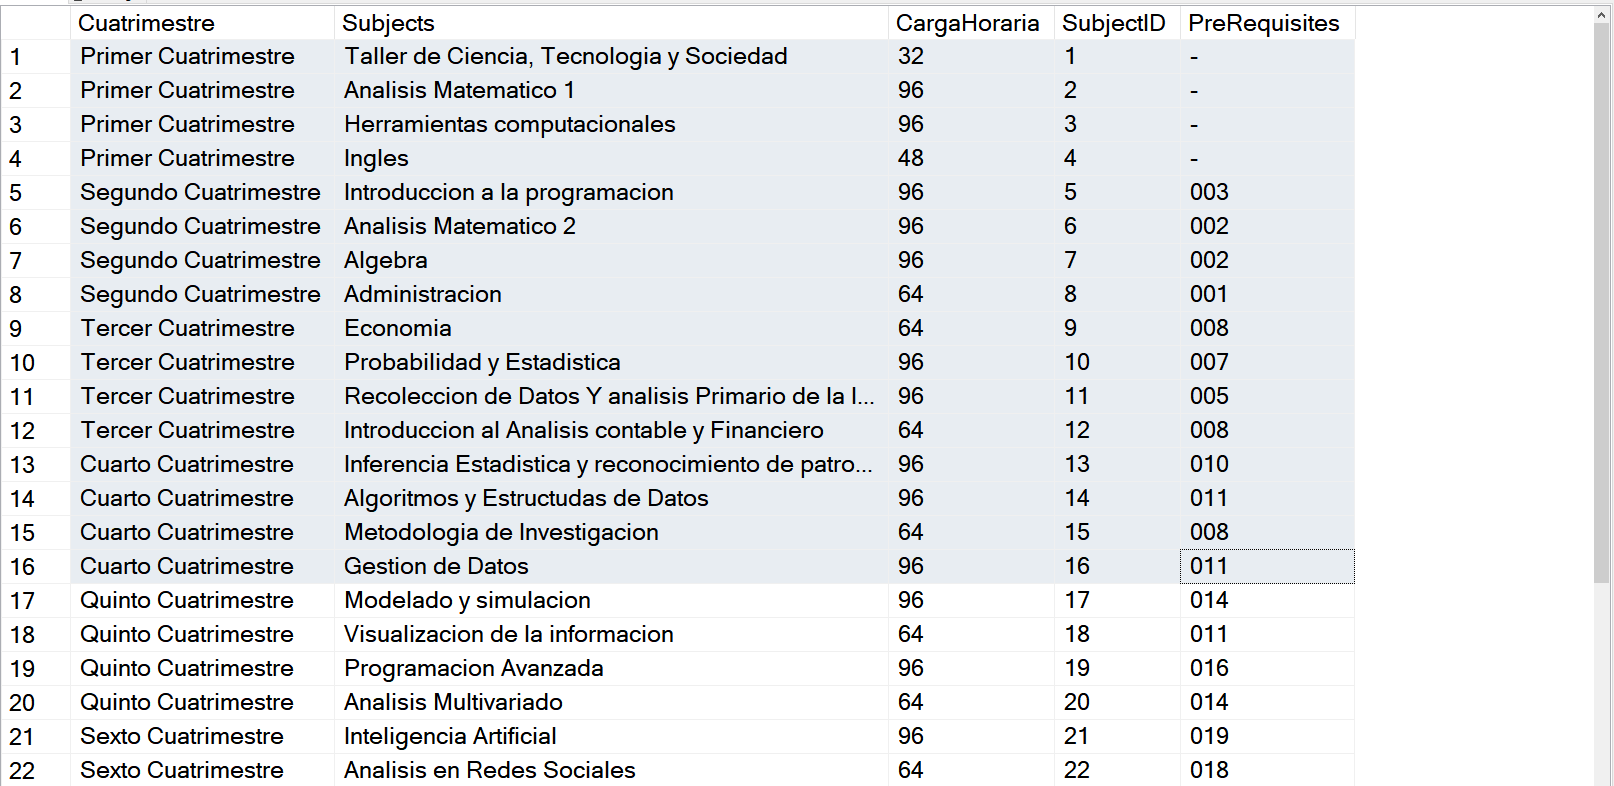 Cuatrimestre Subjects CargaHoraria SubjectID PreRequisites
1 Primer Cuatrimestre Taller de Ciencia, Tecnologia y Sociedad 32 1 -
2 Primer Cuatrimestre Analisis Matematico 1 96 2 -
3 Primer Cuatrimestre Herramientas computacionales 96 3 -
4 Primer Cuatrimestre Ingles 48 4 -
5 Segundo Cuatrimestre Introduccion a la programacion 96 5 003
6 Segundo Cuatrimestre Analisis Matematico 2 96 6 002
7 Segundo Cuatrimestre Algebra 96 7 002
8 Segundo Cuatrimestre Administracion 64 8 001
9 Tercer Cuatrimestre Economia 64 9 008
10 Tercer Cuatrimestre Probabilidad y Estadistica 96 10 007
11 Tercer Cuatrimestre Recoleccion de Datos Y analisis Primario de la I... 96 11 005
12 Tercer Cuatrimestre Introduccion al Analisis contable y Financiero 64 12 008
13 Cuarto Cuatrimestre Inferencia Estadistica y reconocimiento de patro... 96 13 010
14 Cuarto Cuatrimestre Algoritmos y Estructudas de Datos 96 14 011
15 Cuarto Cuatrimestre Metodologia de Investigacion 64 15 008
16 Cuarto Cuatrimestre Gestion de Datos 96 16 011
17 Quinto Cuatrimestre Modelado y simulacion 96 17 014
18 Quinto Cuatrimestre Visualizacion de la informacion 64 18 011
19 Quinto Cuatrimestre Programacion Avanzada 96 19 016
20 Quinto Cuatrimestre Analisis Multivariado 64 20 014
21 Sexto Cuatrimestre Inteligencia Artificial 96 21 019
22 Sexto Cuatrimestre Analisis en Redes Sociales 64 22 018